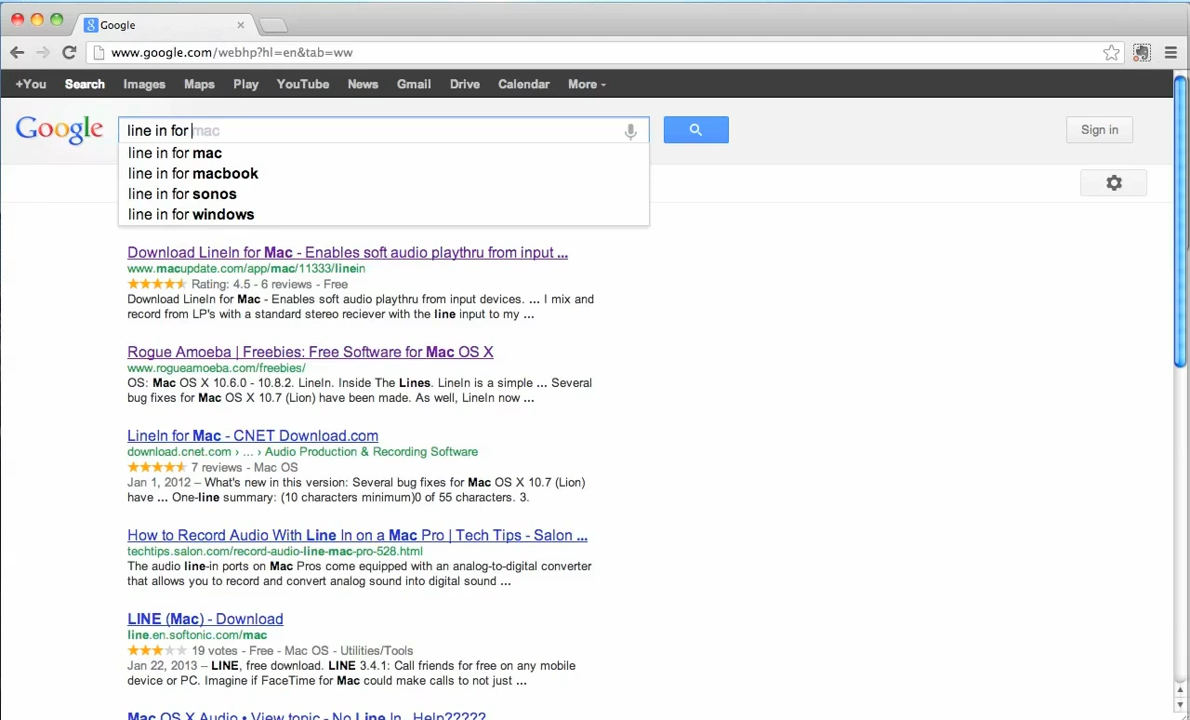 Google
www.google.com/webhp?hl=en&tab=ww
+You Search Images Maps Play YouTube News Gmail Drive Calendar More
Google line in for mac Sign in
line in for mac
line in for macbook
line in for sonos
line in for windows
Download LineIn for Mac - Enables soft audio playthru from input ...
www.macupdate.com/app/mac/11333/linein
Rating: 4.5 - 6 reviews - Free
Download LineIn for Mac - Enables soft audio playthru from input devices. ... I mix and
record from LP's with a standard stereo reciever with the line input to my ...
Rogue Amoeba | Freebies: Free Software for Mac OS X
www.rogueamoeba.com/freebies/
OS: Mac OS X 10.6.0 - 10.8.2. LineIn. Inside The Lines. LineIn is a simple ... Several
bug fixes for Mac OS X 10.7 (Lion) have been made. As well, LineIn now ...
LineIn for Mac - CNET Download.com
download.cnet.com › ... › Audio Production & Recording Software
7 reviews - Mac OS
Jan 1, 2012 – What's new in this version: Several bug fixes for Mac OS X 10.7 (Lion)
have ... One-line summary: (10 characters minimum)0 of 55 characters. 3.
How to Record Audio With Line In on a Mac Pro | Tech Tips - Salon ...
techtips.salon.com/record-audio-line-mac-pro-528.html
The audio line-in ports on Mac Pros come equipped with an analog-to-digital converter
that allows you to record and convert analog sound into digital sound ...
LINE (Mac) - Download
line.en.softonic.com/mac
19 votes - Free - Mac OS - Utilities/Tools
Jan 22, 2013 – LINE, free download. LINE 3.4.1: Call friends for free on any mobile
device or PC. Imagine if FaceTime for Mac could make calls to not just ...
Mac OS X Audio • View topic - No Line In , Help?????